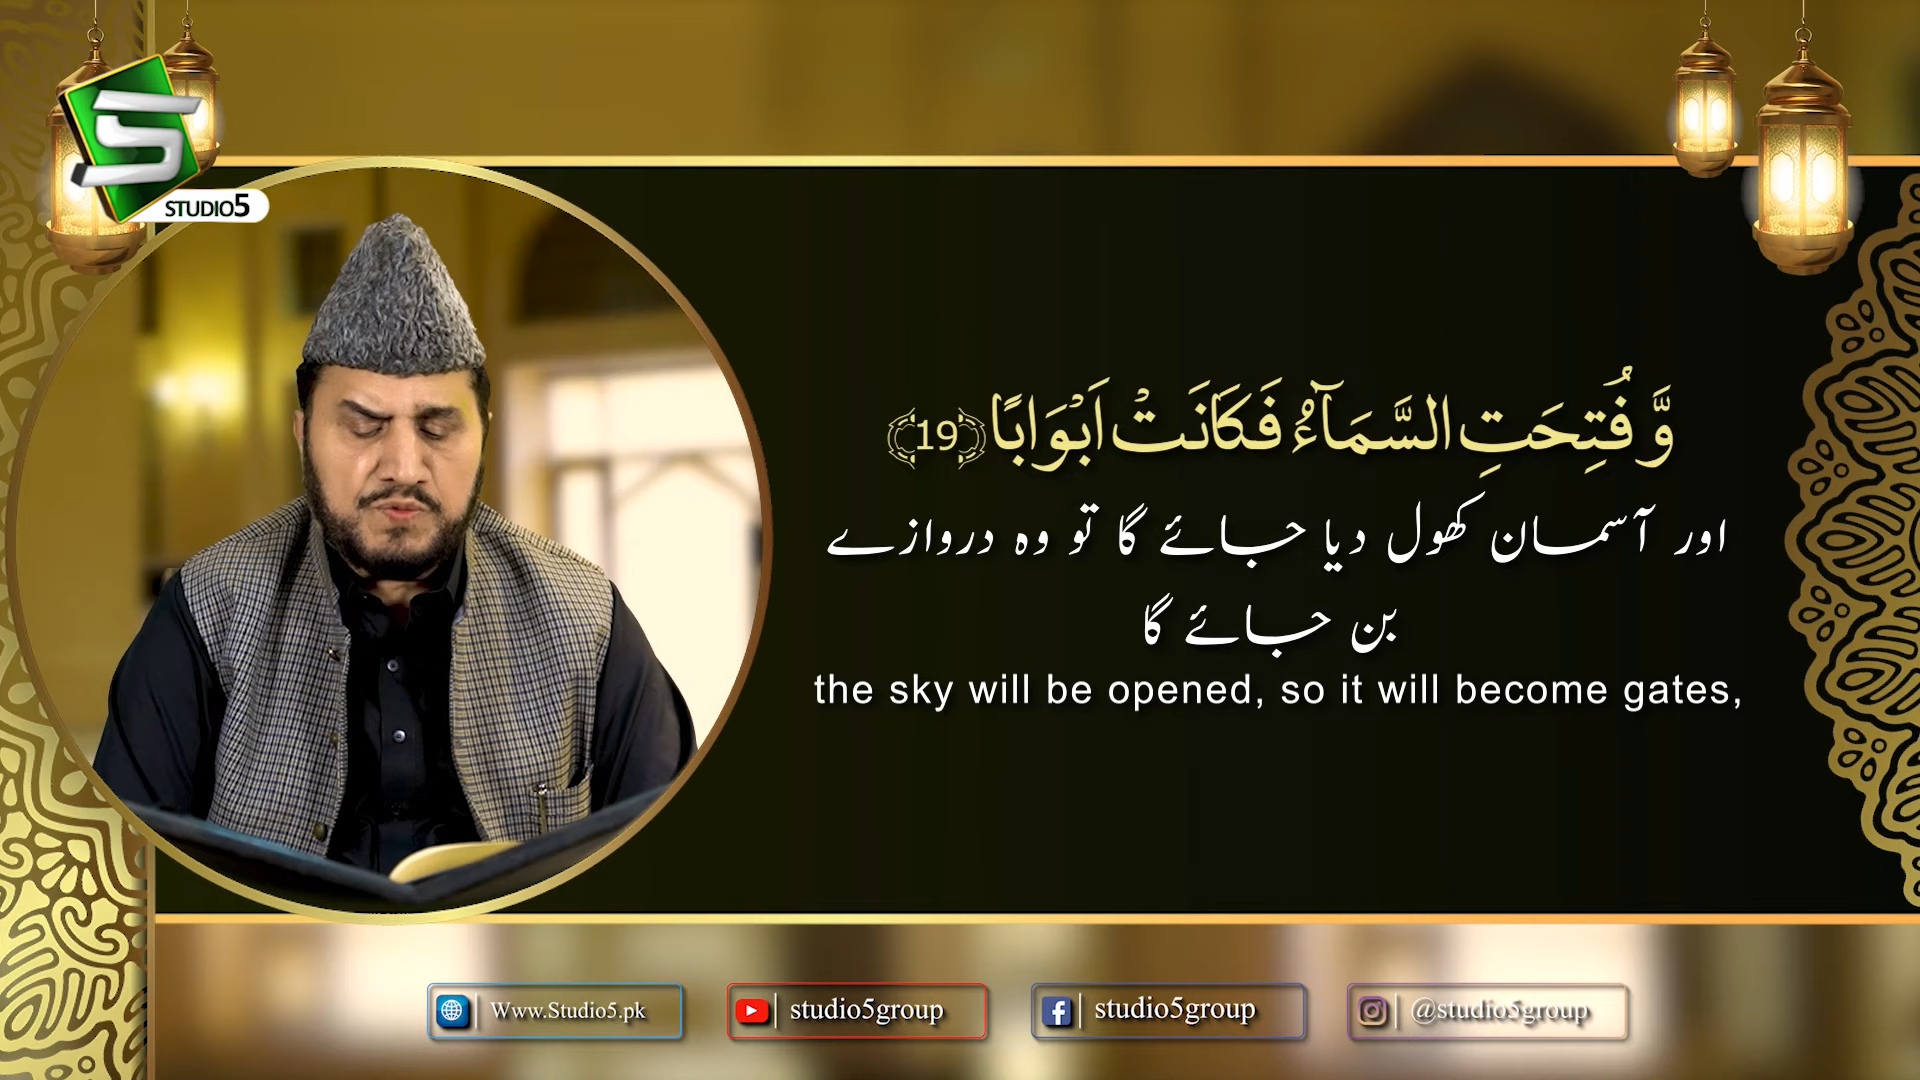 STUDIO5
وَّ فُتِحَتِ السَّمَآءُ فَكَانَتْ اَبْوَابًا ﴿19﴾
اور آسمان کھول دیا جائے گا تو وہ دروازے
بن جائے گا
the sky will be opened, so it will become gates,
Www.Studio5.pk
studio5group
studio5group
@studio5group